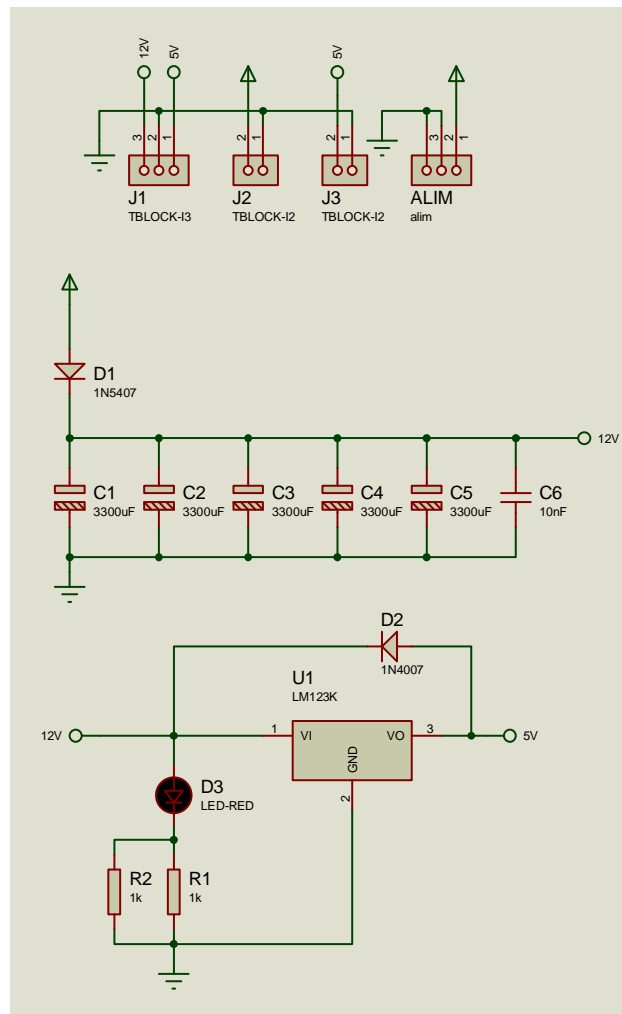 12V 5V 5V
3 2 1 2 1 2 1 3 2 1
J1 J2 J3 ALIM
TBLOCK-I3 TBLOCK-I2 TBLOCK-I2 alim
D1
1N5407
12V
C1 C2 C3 C4 C5 C6
3300uF 3300uF 3300uF 3300uF 3300uF 10nF
D2
1N4007
U1
LM123K
12V 1 VI VO 3 5V
GND
2
D3
LED-RED
R2 R1
1k 1k